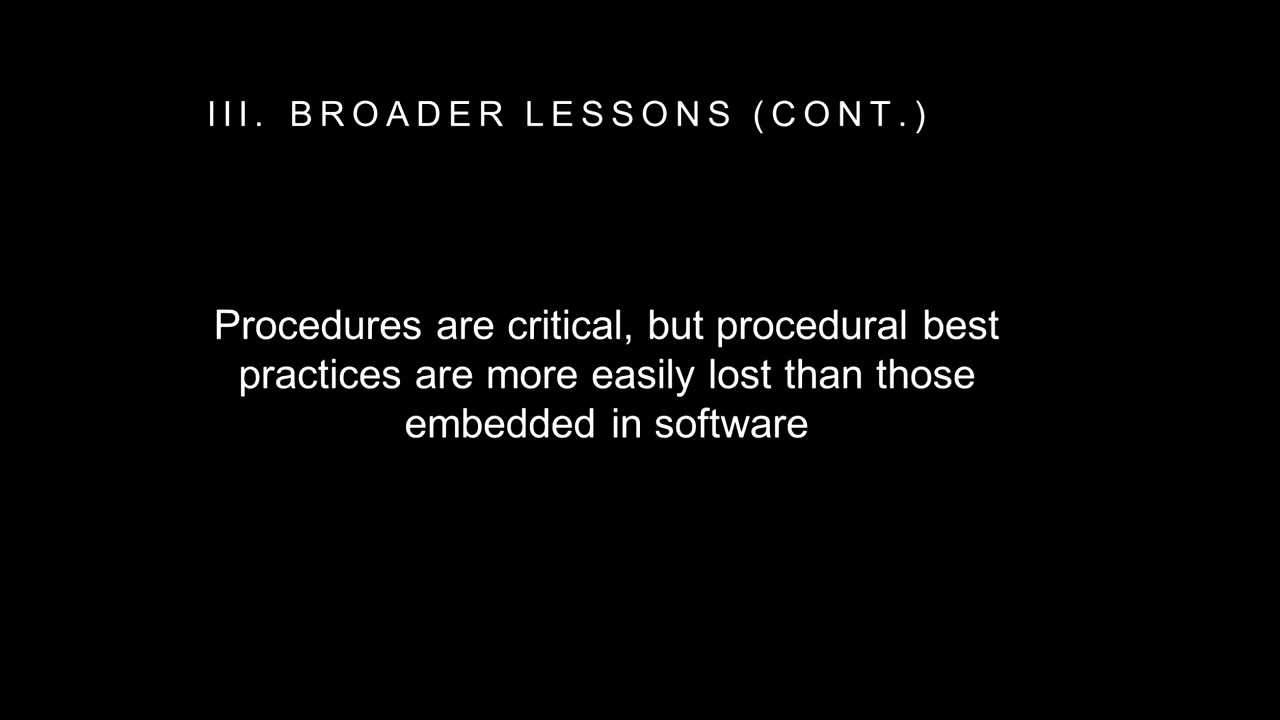 III. BROADER LESSONS (CONT.)
Procedures are critical, but procedural best
practices are more easily lost than those
embedded in software